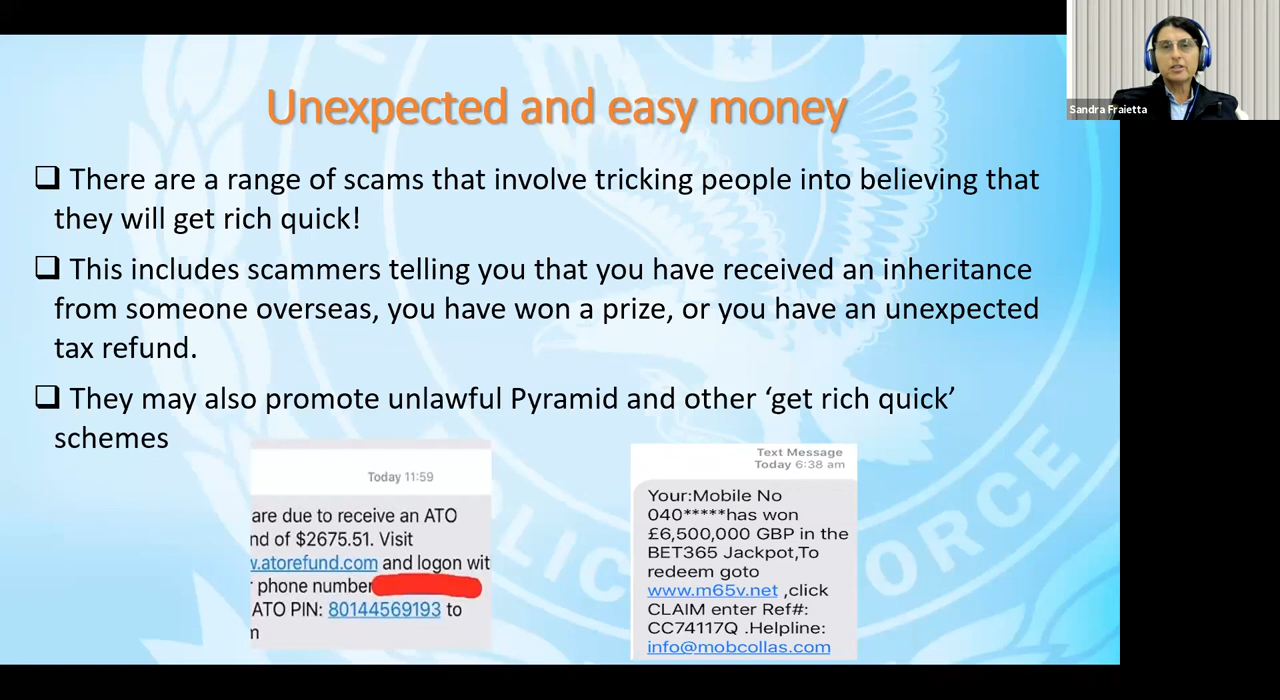 Sandra Fraietta
Unexpected and easy money
❑ There are a range of scams that involve tricking people into believing that
they will get rich quick!
❑ This includes scammers telling you that you have received an inheritance
from someone overseas, you have won a prize, or you have an unexpected
tax refund.
❑ They may also promote unlawful Pyramid and other ‘get rich quick’
schemes
Today 11:59
are due to receive an ATO
nd of $2675.51. Visit
w.atorefund.com and logon wit
r phone number
ATO PIN: 80144569193 to
m
Text Message
Today 6:38 am
Your:Mobile No
040*****has won
£6,500,000 GBP in the
BET365 Jackpot,To
redeem goto
www.m65v.net ,click
CLAIM enter Ref#:
CC74117Q .Helpline:
info@mobcollas.com
POLICE FORCE